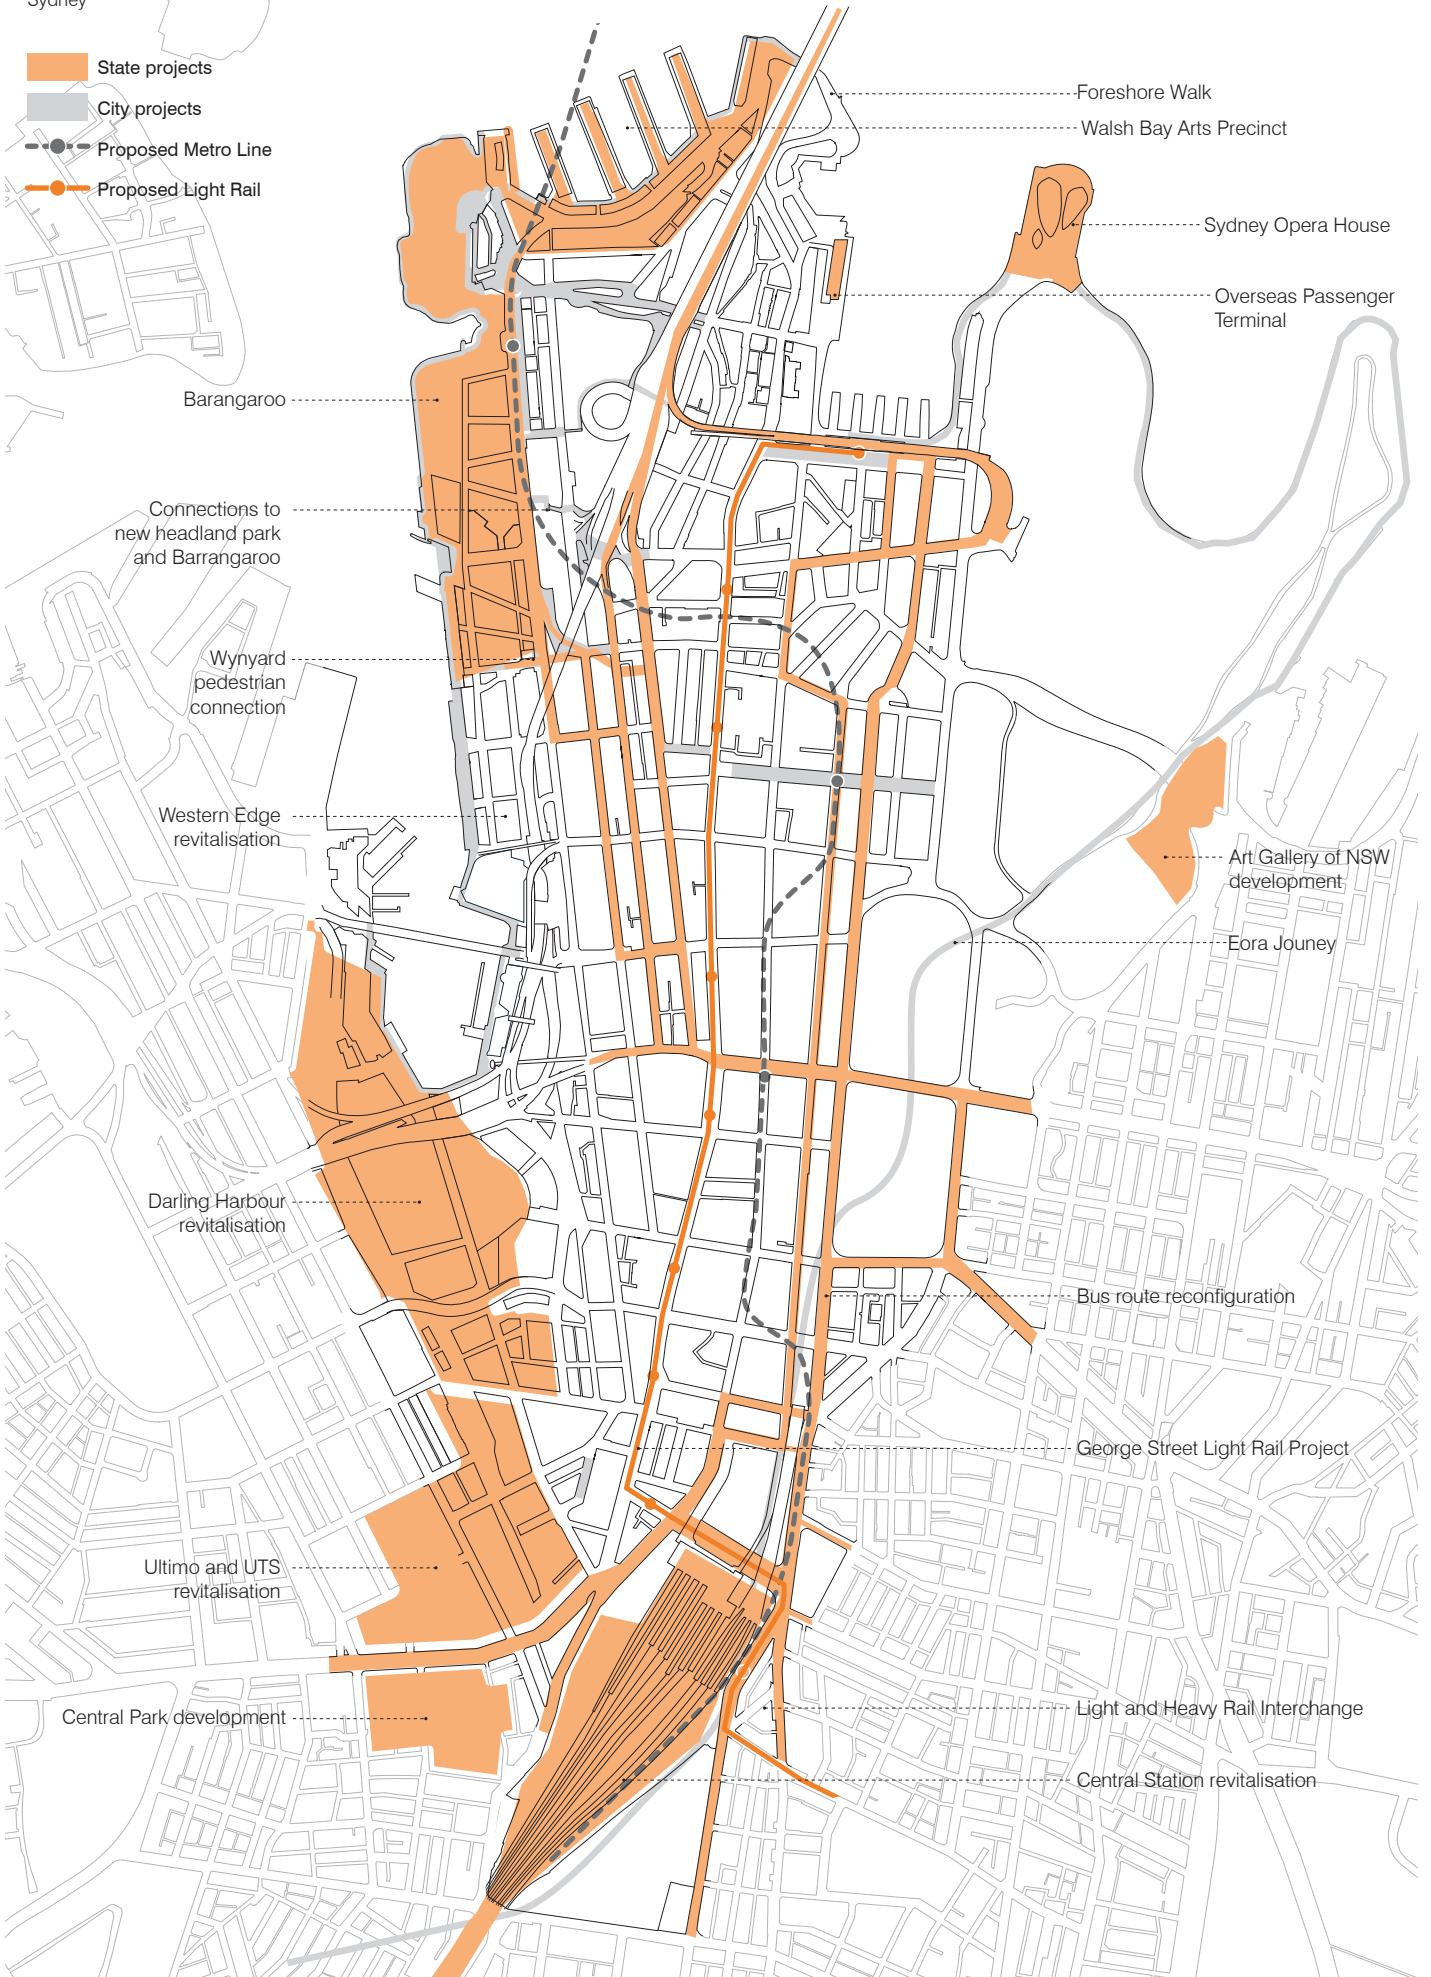 Sydney
State projects
City projects
Proposed Metro Line
Proposed Light Rail
Foreshore Walk
Walsh Bay Arts Precinct
Sydney Opera House
Overseas Passenger
Terminal
Barangaroo
Connections to
new headland park
and Barrangaroo
Wynyard
pedestrian
connection
Western Edge
revitalisation
Art Gallery of NSW
development
Eora Jouney
Darling Harbour
revitalisation
Bus route reconfiguration
George Street Light Rail Project
Ultimo and UTS
revitalisation
Central Park development
Light and Heavy Rail Interchange
Central Station revitalisation